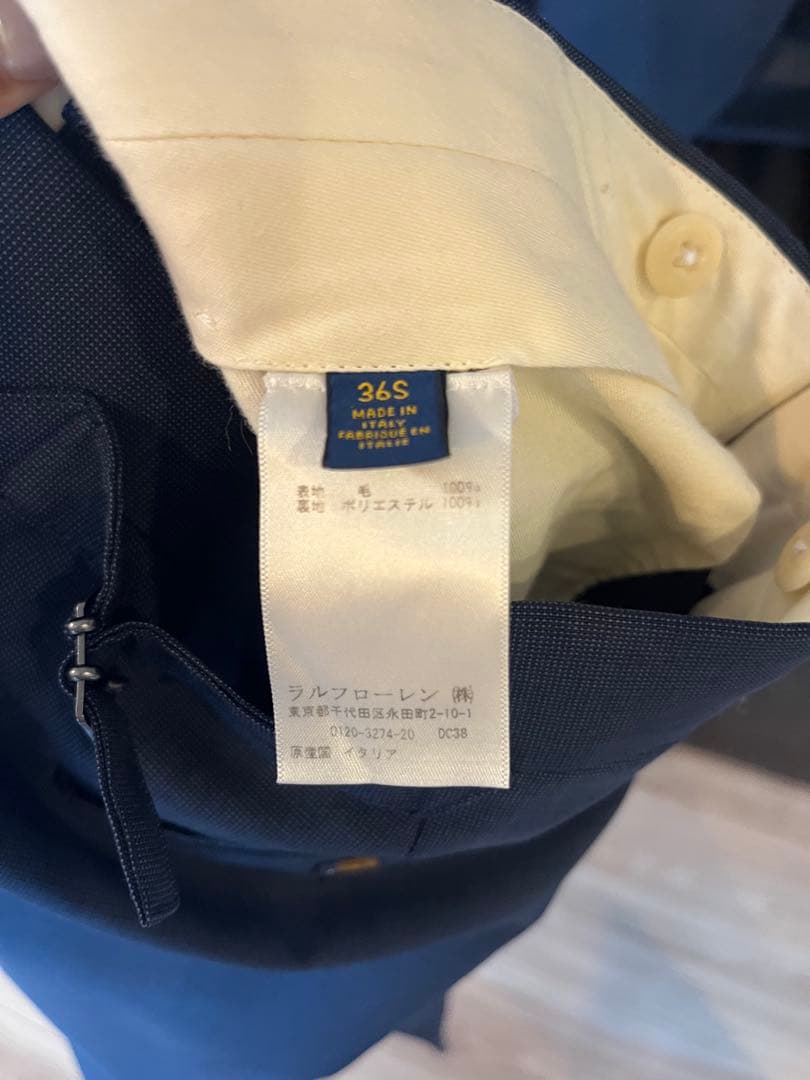 36S
MADE IN
ITALY
FABRIQUÉ EN
ITALIE
表地 毛 100%
裏地 ポリエステル 100%
ラルフローレン ㈱
東京都千代田区永田町2-10-1
0120-3274-20 DC38
原産国 イタリア